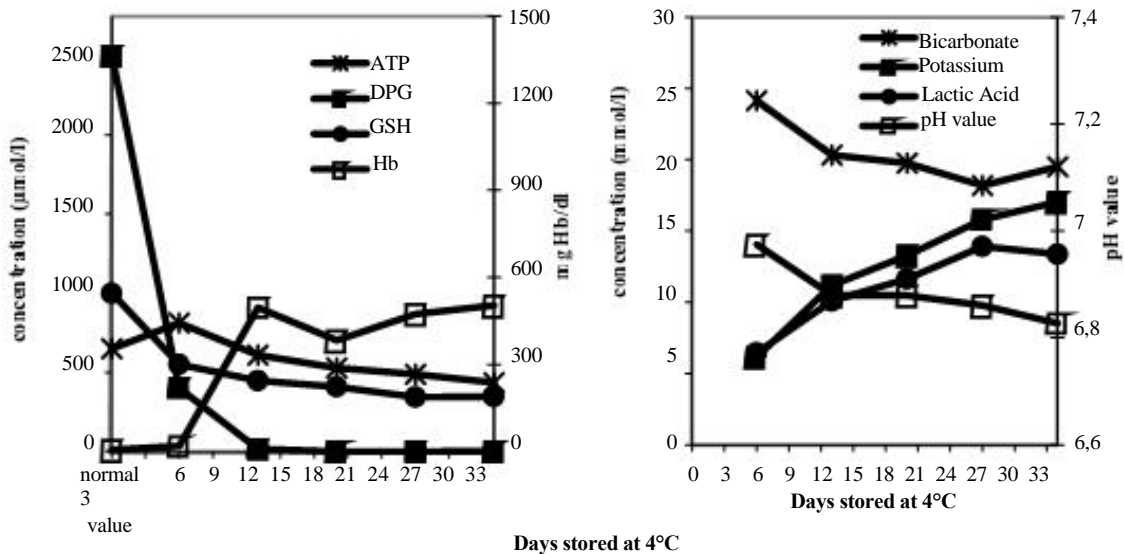 2500
2000
1500
1000
500
0
concentration (µmol/l)
ATP
DPG
GSH
Hb
1500
1200
900
600
300
0
mg Hb/dl
normal 6 9 12 15 18 21 24 27 30 33
3
value
Days stored at 4°C
30
25
20
15
10
5
0
concentration (mmol/l)
Bicarbonate
Potassium
Lactic Acid
pH value
7,4
7,2
7
6,8
6,6
pH value
0 3 6 9 12 15 18 21 24 27 30 33
Days stored at 4°C